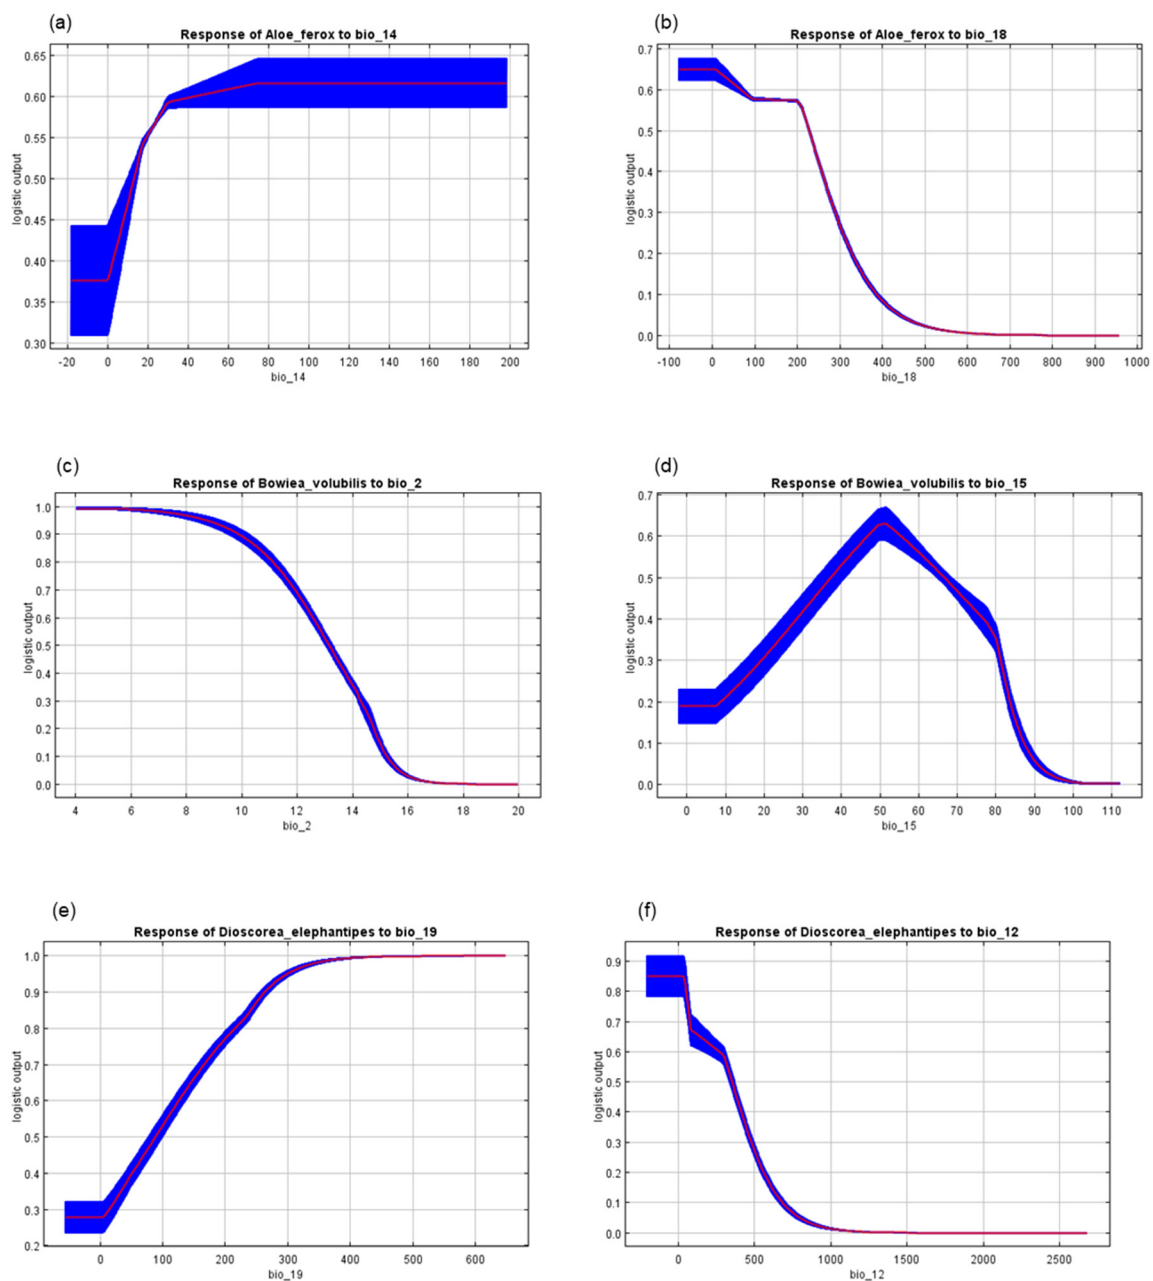 (a)
Response of Aloe_ferox to bio_14
logistic output
0.65
0.60
0.55
0.50
0.45
0.40
0.35
0.30
-20 0 20 40 60 80 100 120 140 160 180 200
bio_14
(b)
Response of Aloe_ferox to bio_18
logistic output
0.7
0.6
0.5
0.4
0.3
0.2
0.1
0.0
-100 0 100 200 300 400 500 600 700 800 900 1000
bio_18
(c)
Response of Bowiea_volubilis to bio_2
logistic output
1.0
0.9
0.8
0.7
0.6
0.5
0.4
0.3
0.2
0.1
0.0
4 6 8 10 12 14 16 18 20
bio_2
(d)
Response of Bowiea_volubilis to bio_15
logistic output
0.7
0.6
0.5
0.4
0.3
0.2
0.1
0.0
0 10 20 30 40 50 60 70 80 90 100 110
bio_15
(e)
Response of Dioscorea_elephantipes to bio_19
logistic output
1.0
0.9
0.8
0.7
0.6
0.5
0.4
0.3
0.2
0 100 200 300 400 500 600
bio_19
(f)
Response of Dioscorea_elephantipes to bio_12
logistic output
0.9
0.8
0.7
0.6
0.5
0.4
0.3
0.2
0.1
0.0
0 500 1000 1500 2000 2500
bio_12